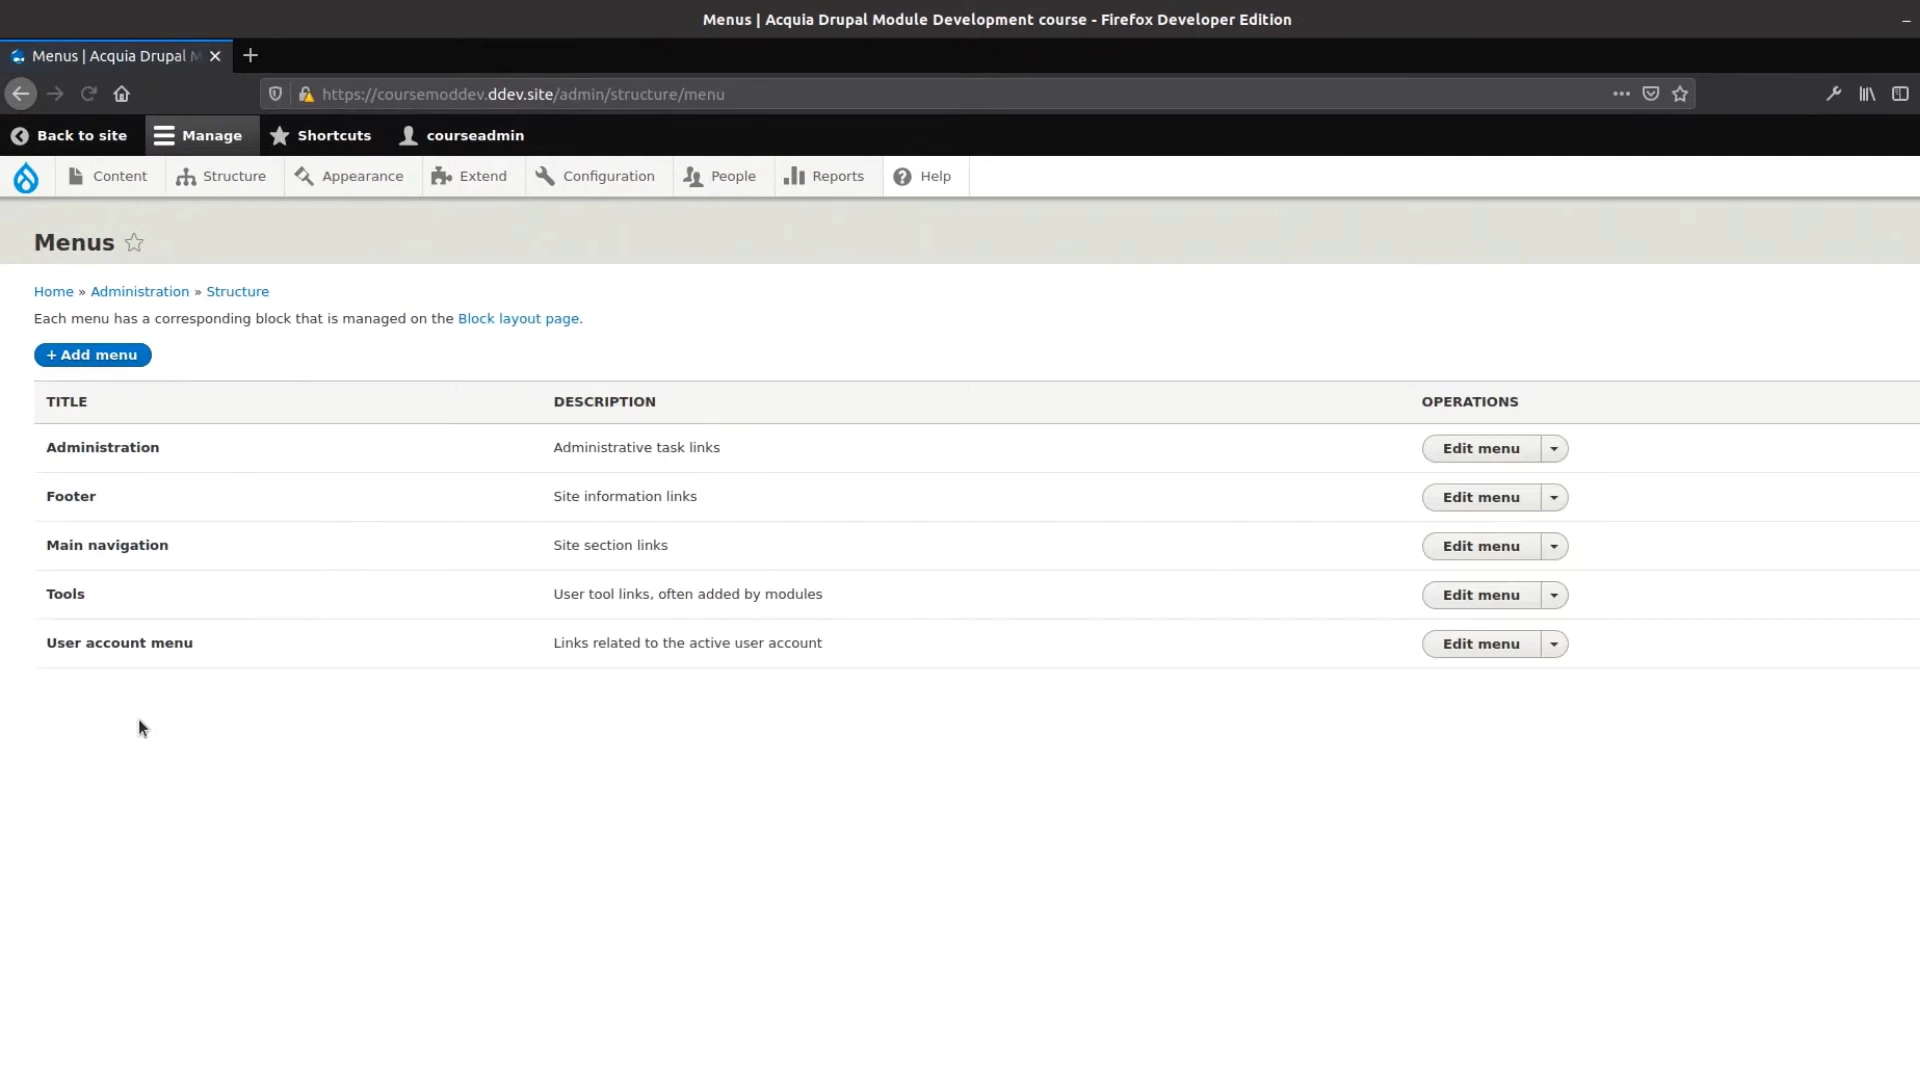 Menus | Acquia Drupal Module Development course - Firefox Developer Edition
Menus | Acquia Drupal M
https://coursemoddev.ddev.site/admin/structure/menu
Back to site Manage Shortcuts courseadmin
Content Structure Appearance Extend Configuration People Reports Help
Menus
Home » Administration » Structure
Each menu has a corresponding block that is managed on the Block layout page.
+ Add menu
TITLE DESCRIPTION OPERATIONS
Administration Administrative task links Edit menu
Footer Site information links Edit menu
Main navigation Site section links Edit menu
Tools User tool links, often added by modules Edit menu
User account menu Links related to the active user account Edit menu